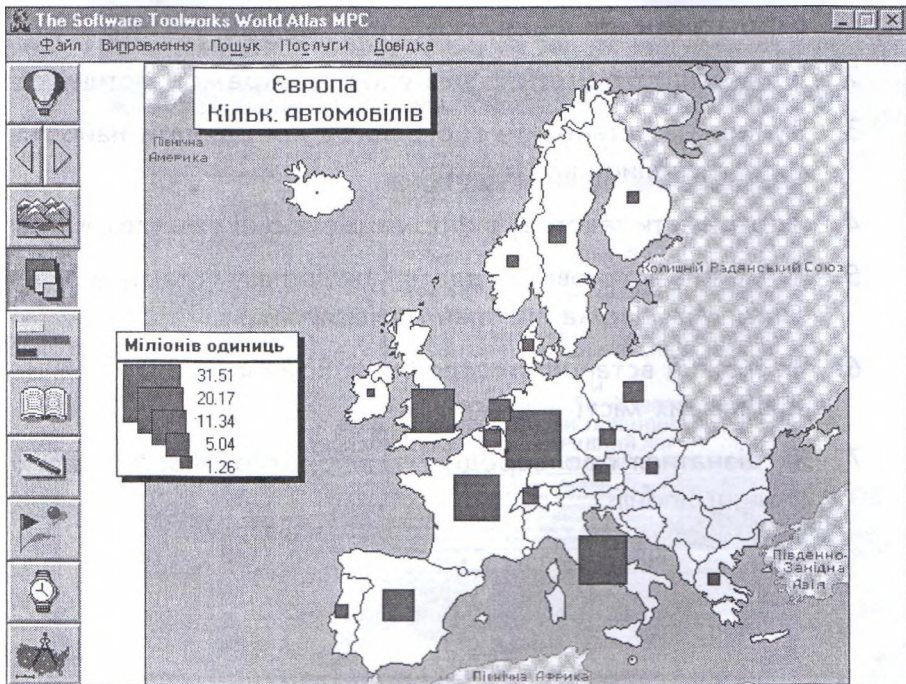 The Software Toolworks World Atlas MPC
Файл Виправлення Пошук Послуги Довідка
Європа
Кільк. АВТОМОБІЛІВ
Північна
Америка
Колишній Радянський Союз
Міліонів одиниць
31.51
20.17
11.34
5.04
1.26
Південно-
Західна
Азія
Північна Африка